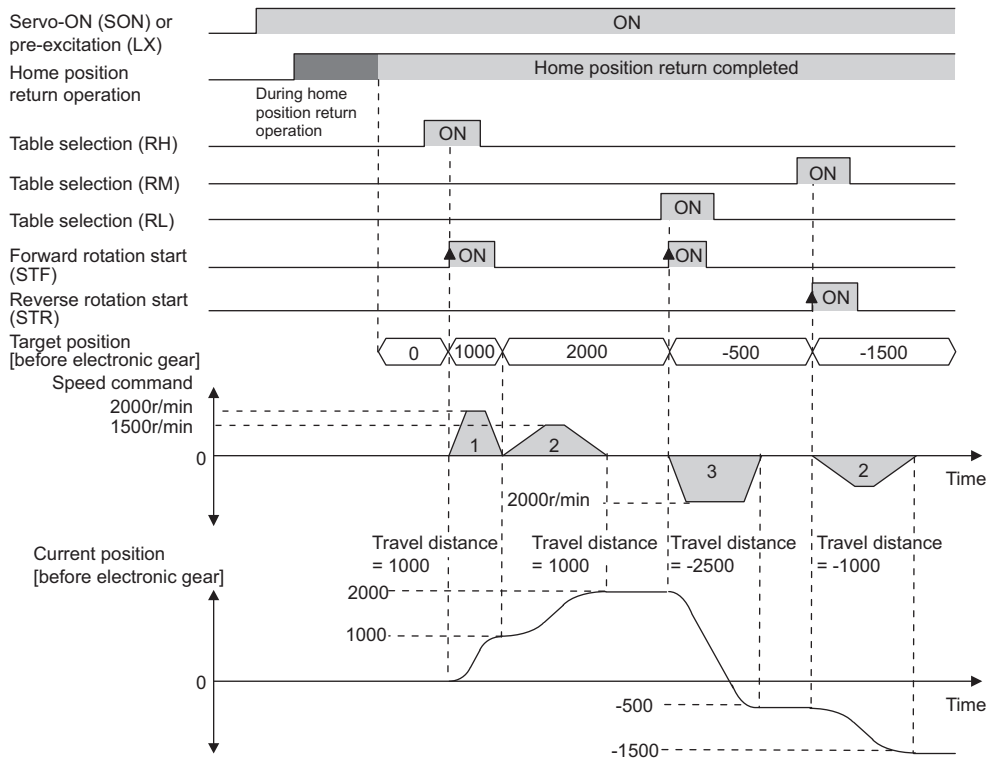 Servo-ON (SON) or
pre-excitation (LX)
ON
Home position
return operation
Home position return completed
During home
position return
operation
Table selection (RH)
ON
Table selection (RM)
ON
Table selection (RL)
ON
Forward rotation start
(STF)
ON
ON
Reverse rotation start
(STR)
ON
Target position
[before electronic gear]
0
1000
2000
-500
-1500
Speed command
2000r/min
1500r/min
0
1
2
3
2
Time
2000r/min
Current position
[before electronic gear]
Travel distance
= 1000
Travel distance
= 1000
Travel distance
= -2500
Travel distance
= -1000
2000
1000
0
Time
-500
-1500